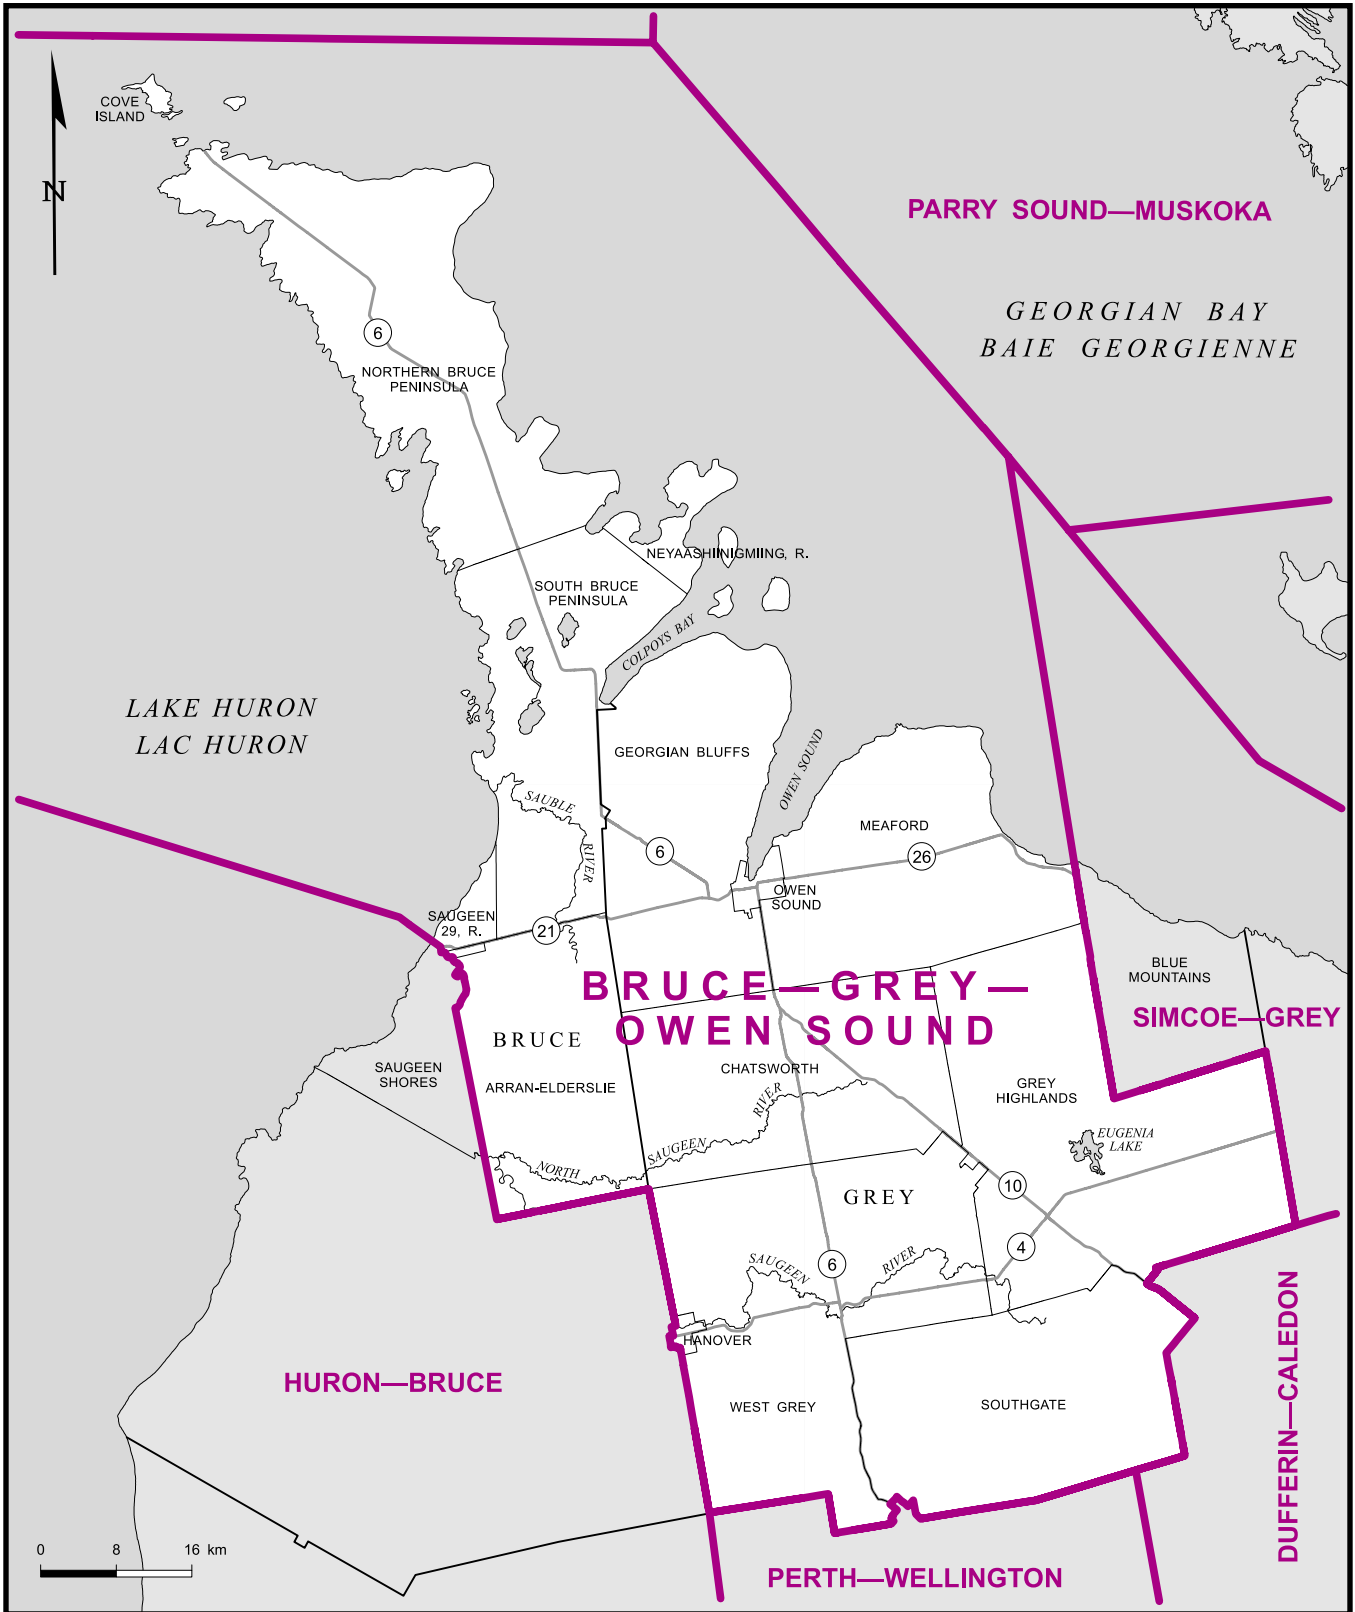 COVE
ISLAND
N
PARRY SOUND—MUSKOKA
GEORGIAN BAY
BAIE GEORGIENNE
6
NORTHERN BRUCE
PENINSULA
NEYAASHIINIGMIING, R.
SOUTH BRUCE
PENINSULA
COLPOYS BAY
LAKE HURON
LAC HURON
GEORGIAN BLUFFS
OWEN SOUND
SAUBLE
RIVER
MEAFORD
6
26
OWEN
SOUND
SAUGEEN
29, R.
21
BLUE
MOUNTAINS
BRUCE—GREY—
OWEN SOUND
SIMCOE—GREY
BRUCE
SAUGEEN
SHORES
ARRAN-ELDERSLIE
CHATSWORTH
GREY
HIGHLANDS
RIVER
SAUGEEN
NORTH
EUGENIA
LAKE
GREY
10
4
6
SAUGEEN
RIVER
HANOVER
HURON—BRUCE
WEST GREY
SOUTHGATE
DUFFERIN—CALEDON
0 8 16 km
PERTH—WELLINGTON